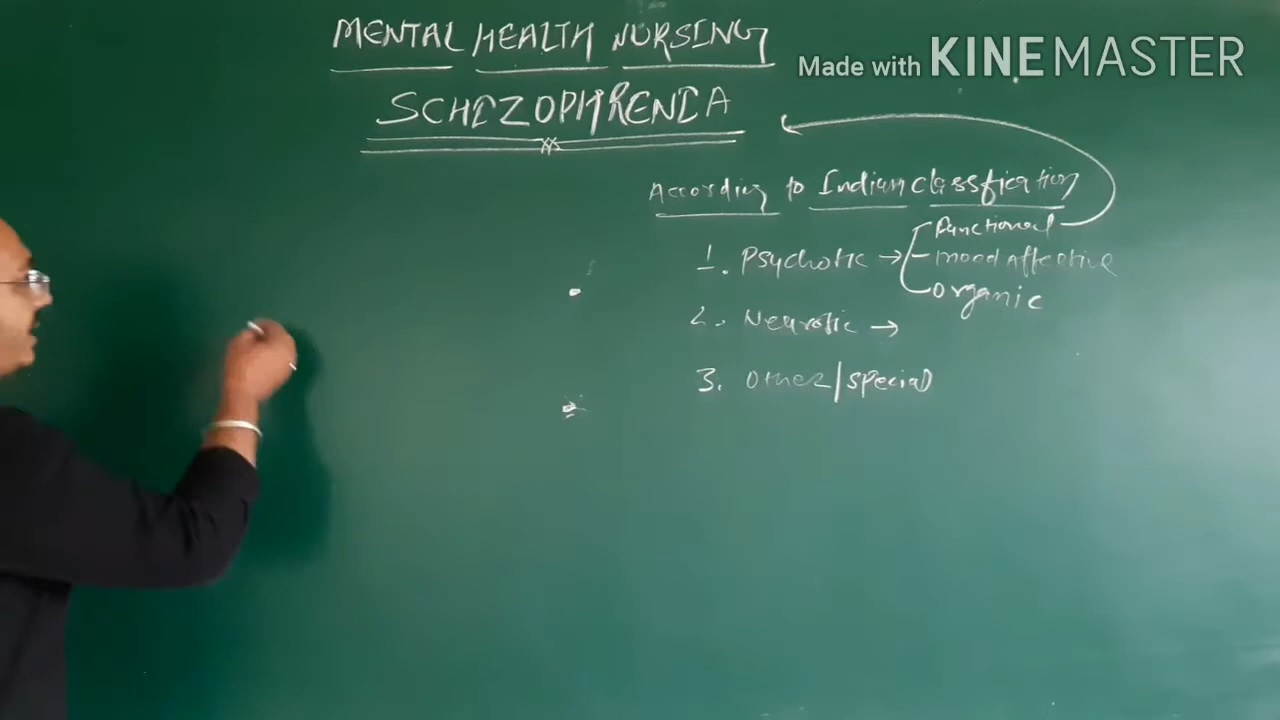 MENTAL HEALTH NURSING
Made with KINEMASTER
SCHIZOPHRENIA
According to Indian classfication
1. Psychotic → Functional
mood affective
organic
2. Neurotic →
3. Other/special